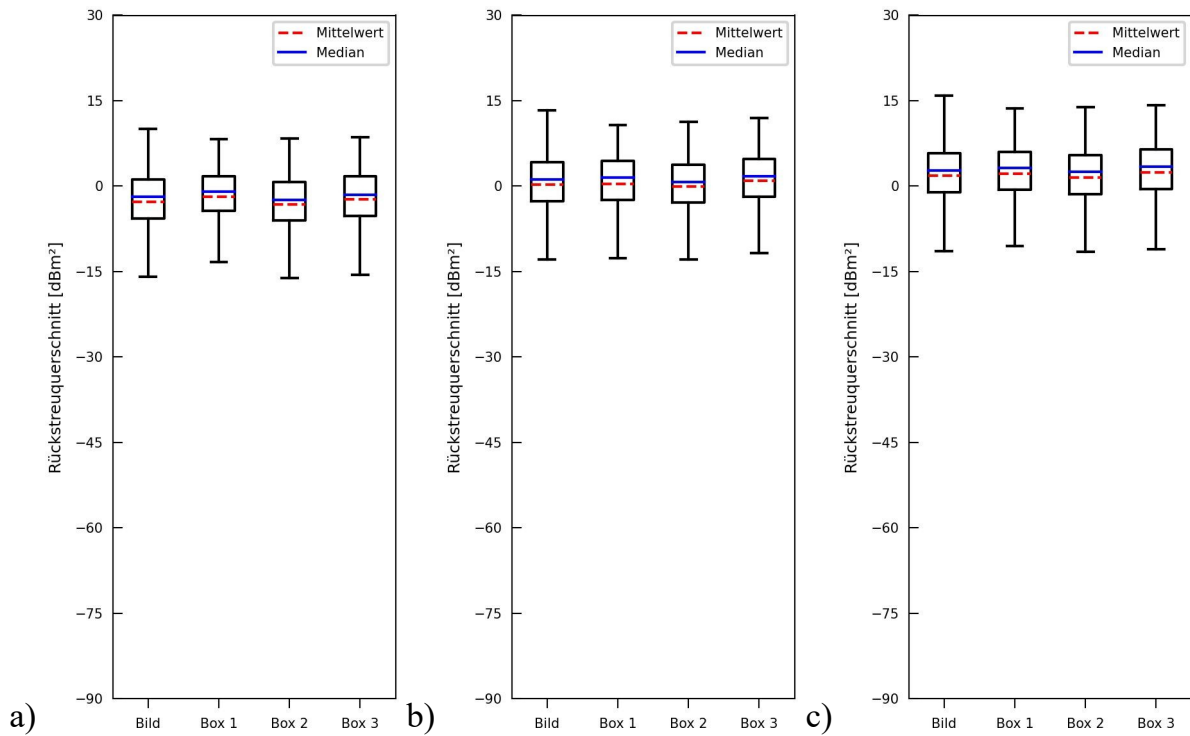 30
15
0
−15
−30
−45
−60
−75
−90
Rückstreuquerschnitt [dBm²]
Mittelwert
Median
Bild Box 1 Box 2 Box 3
a)
30
15
0
−15
−30
−45
−60
−75
−90
Rückstreuquerschnitt [dBm²]
Mittelwert
Median
Bild Box 1 Box 2 Box 3
b)
30
15
0
−15
−30
−45
−60
−75
−90
Rückstreuquerschnitt [dBm²]
Mittelwert
Median
Bild Box 1 Box 2 Box 3
c)